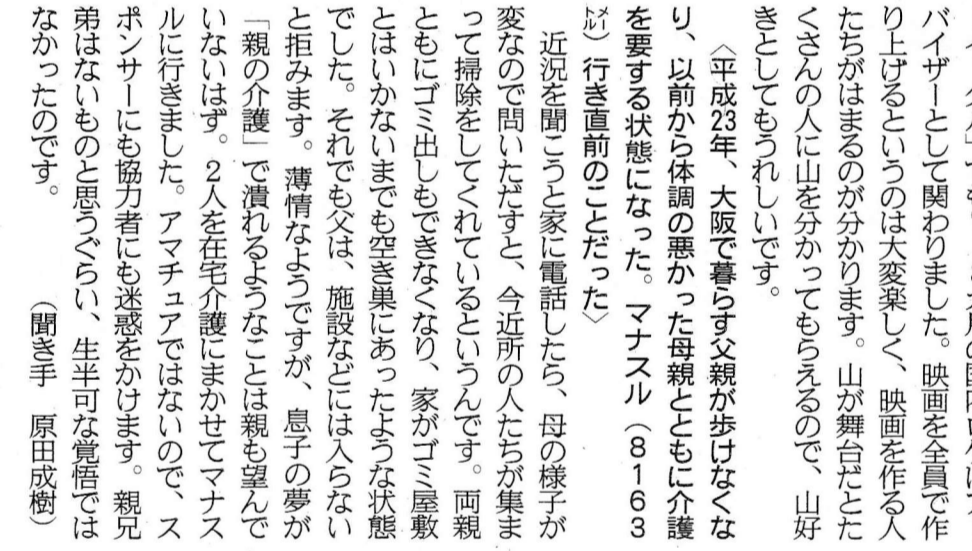 バイザーとして関わりました。映画を全員で作
り上げるというのは大変楽しく、映画を作る人
たちがはまるのが分かります。山が舞台だとた
くさんの人に山を分かってもらえるので、山好
きとしてもうれしいです。
〈平成23年、大阪で暮らす父親が歩けなくな
り、以前から体調の悪かった母親とともに介護
を要する状態になった。マナスル（8163
メートル）行き直前のことだった〉
近況を聞こうと家に電話したら、母の様子が
変なので問いただすと、今近所の人たちが集ま
って掃除をしてくれているというんです。両親
ともにゴミ出しもできなくなり、家がゴミ屋敷
とはいかないまでも空き巣にあったような状態
でした。それでも父は、施設などには入らない
と拒みます。薄情なようですが、息子の夢が
「親の介護」で潰れるようなことは親も望んで
いないはず。2人を在宅介護にまかせてマナス
ルに行きました。アマチュアではないので、ス
ポンサーにも協力者にも迷惑をかけます。親兄
弟はないものと思うぐらい、生半可な覚悟では
なかったのです。　（聞き手　原田成樹）